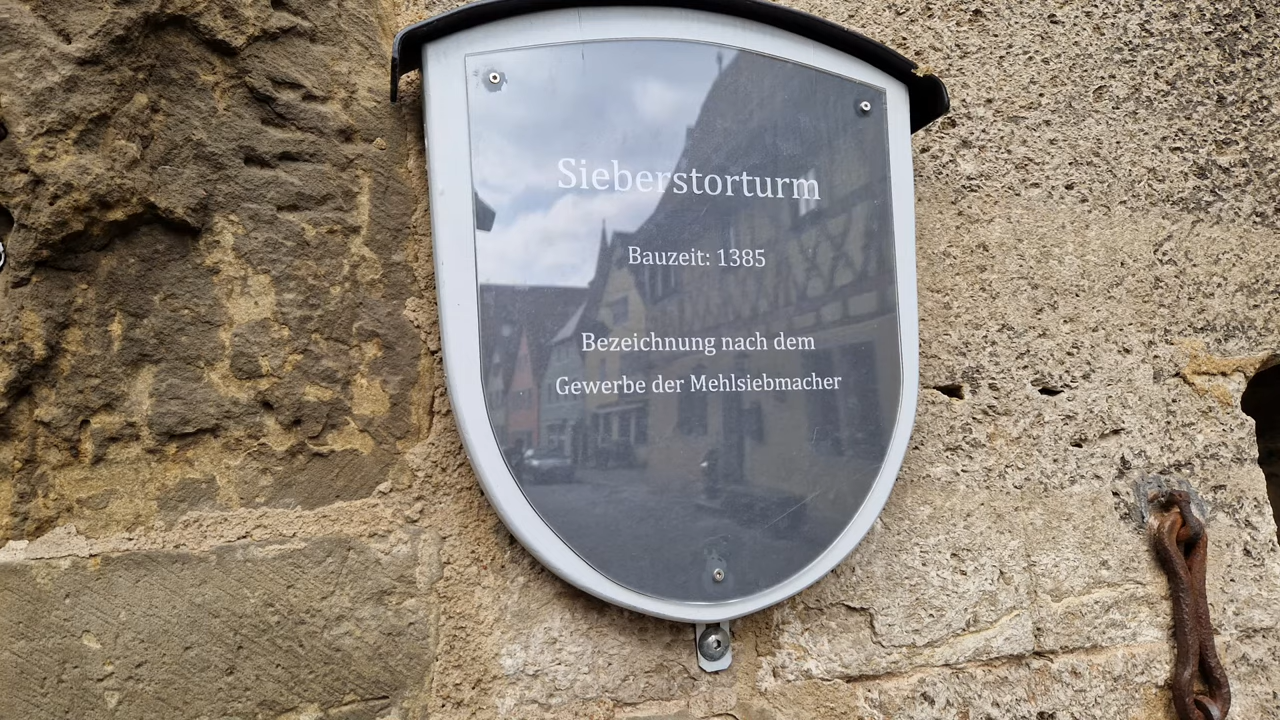 Sieberstorturm
Bauzeit: 1385
Bezeichnung nach dem
Gewerbe der Mehlsiebmacher